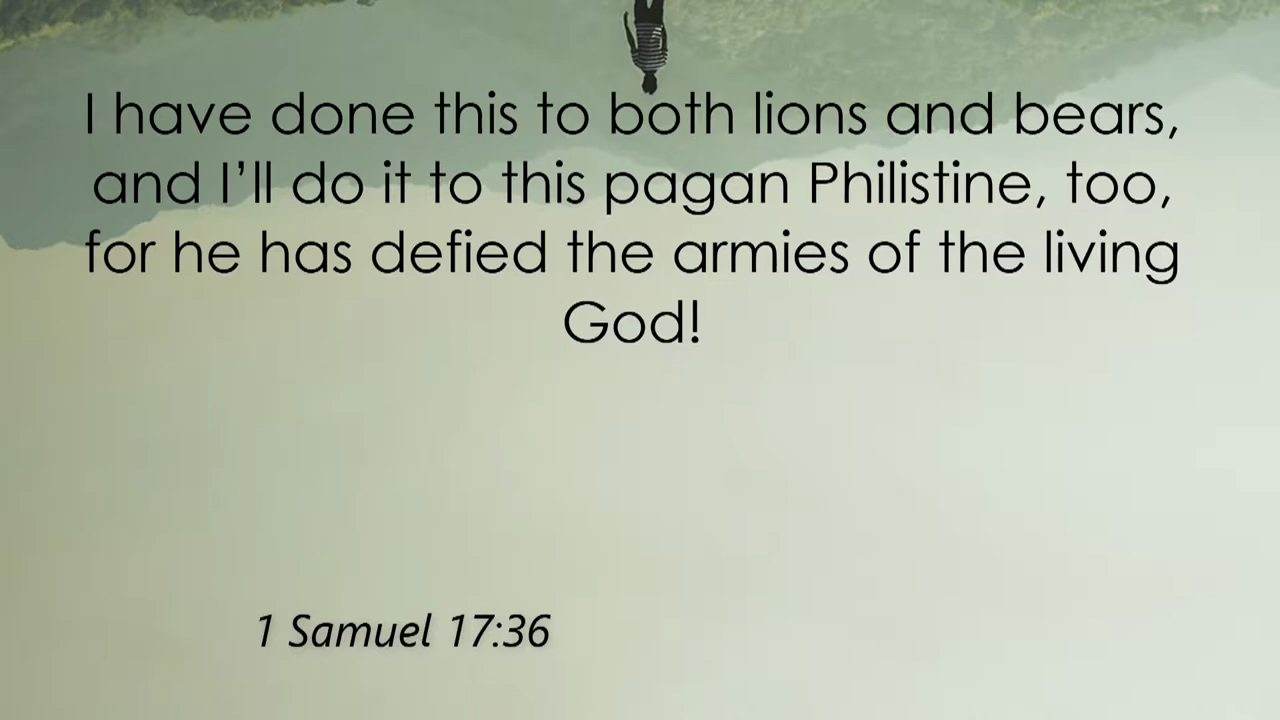 I have done this to both lions and bears,
and I’ll do it to this pagan Philistine, too,
for he has defied the armies of the living
God!
1 Samuel 17:36